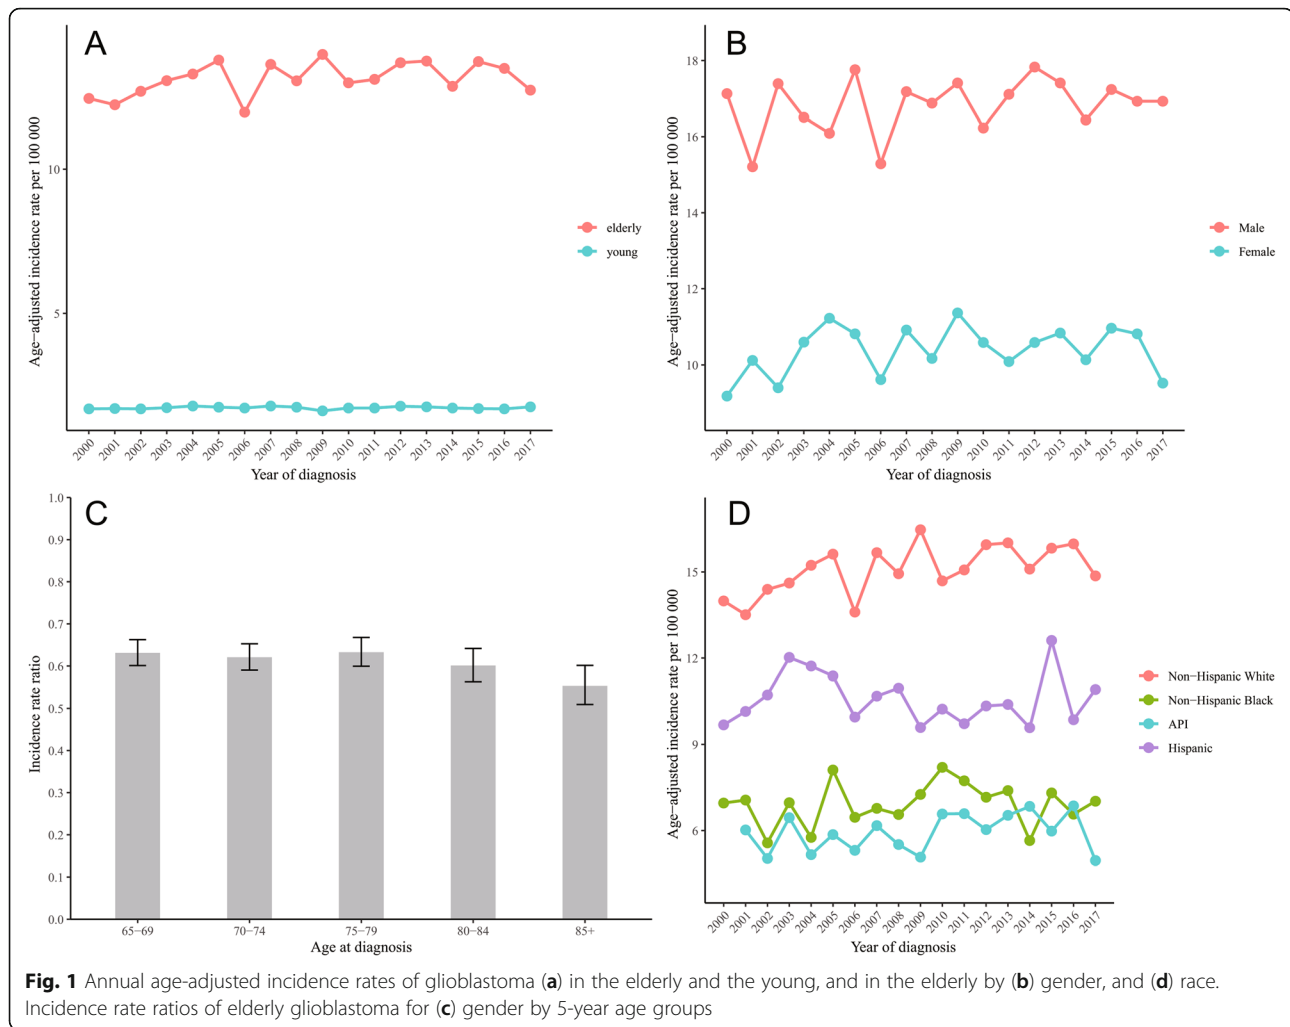 A
Age-adjusted incidence rate per 100 000
10
5
2000 2001 2002 2003 2004 2005 2006 2007 2008 2009 2010 2011 2012 2013 2014 2015 2016 2017
Year of diagnosis
elderly
young
B
Age-adjusted incidence rate per 100 000
18
16
14
12
10
2000 2001 2002 2003 2004 2005 2006 2007 2008 2009 2010 2011 2012 2013 2014 2015 2016 2017
Year of diagnosis
Male
Female
C
Incidence rate ratio
1.0
0.9
0.8
0.7
0.6
0.5
0.4
0.3
0.2
0.1
0.0
65-69 70-74 75-79 80-84 85+
Age at diagnosis
D
Age-adjusted incidence rate per 100 000
15
12
9
6
2000 2001 2002 2003 2004 2005 2006 2007 2008 2009 2010 2011 2012 2013 2014 2015 2016 2017
Year of diagnosis
Non-Hispanic White
Non-Hispanic Black
API
Hispanic
Fig. 1 Annual age-adjusted incidence rates of glioblastoma (a) in the elderly and the young, and in the elderly by (b) gender, and (d) race.
Incidence rate ratios of elderly glioblastoma for (c) gender by 5-year age groups